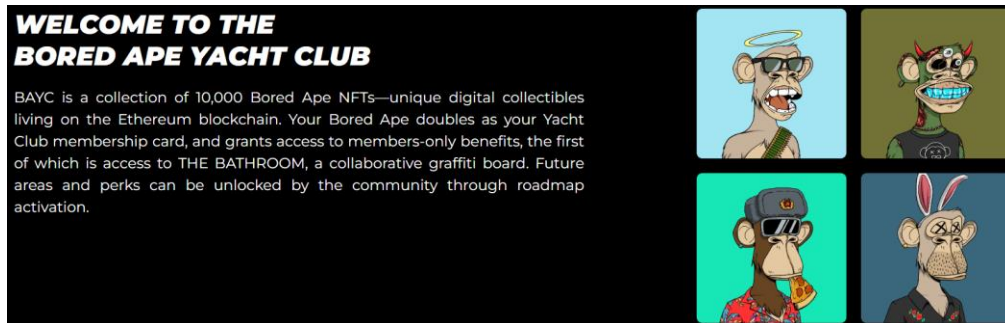 WELCOME TO THE
BORED APE YACHT CLUB
BAYC is a collection of 10,000 Bored Ape NFTs—unique digital collectibles
living on the Ethereum blockchain. Your Bored Ape doubles as your Yacht
Club membership card, and grants access to members-only benefits, the first
of which is access to THE BATHROOM, a collaborative graffiti board. Future
areas and perks can be unlocked by the community through roadmap
activation.